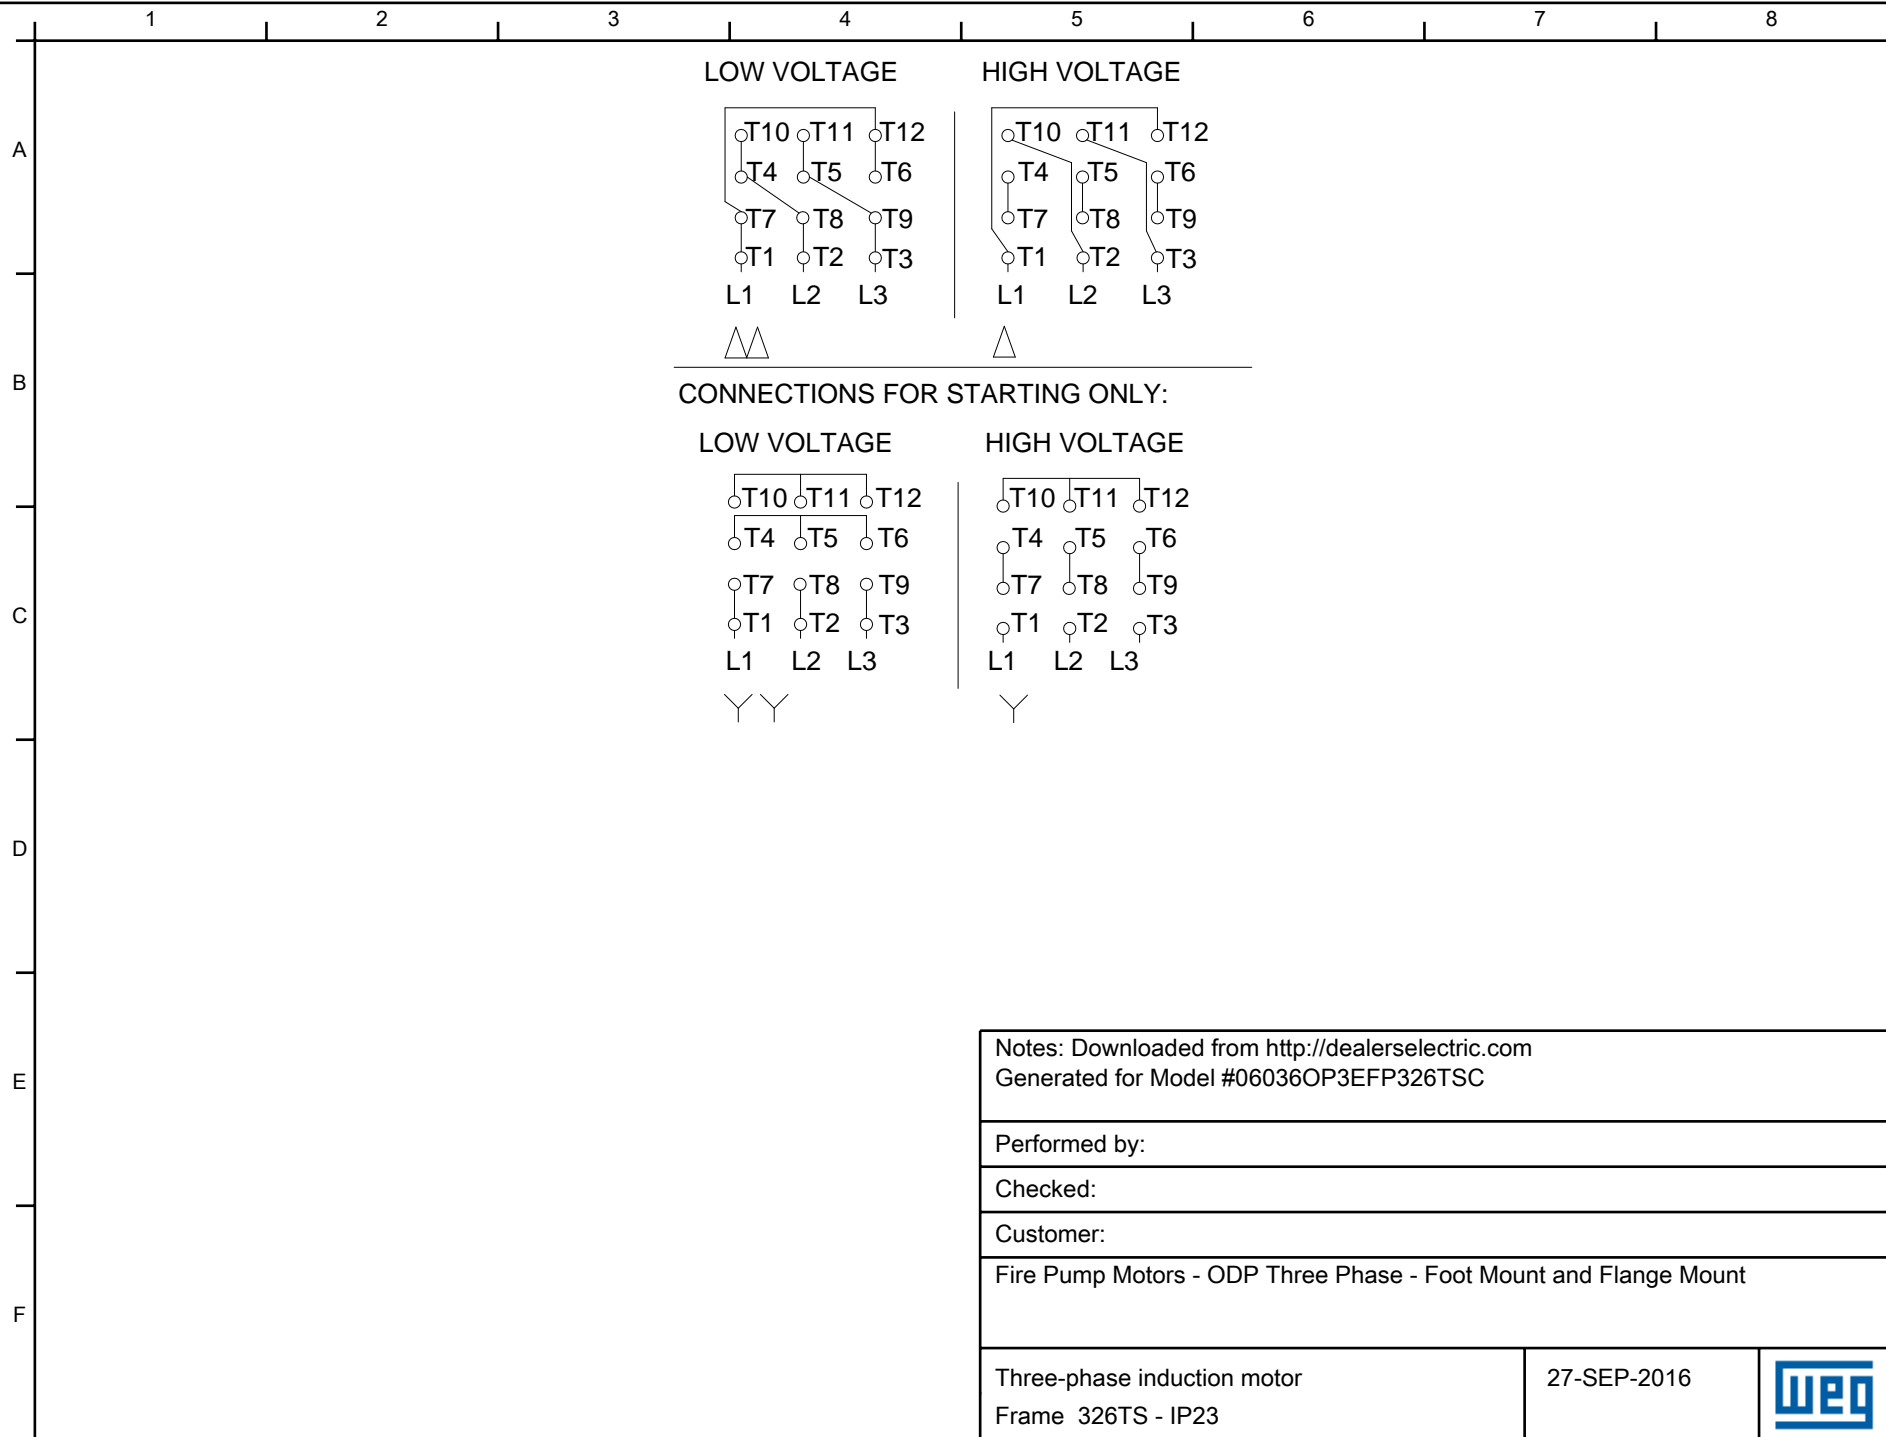 1 2 3 4 5 6 7 8
A
B
C
D
E
F
LOW VOLTAGE HIGH VOLTAGE
T10 T11 T12 T10 T11 T12
T4 T5 T6 T4 T5 T6
T7 T8 T9 T7 T8 T9
T1 T2 T3 T1 T2 T3
L1 L2 L3 L1 L2 L3
CONNECTIONS FOR STARTING ONLY:
LOW VOLTAGE HIGH VOLTAGE
T10 T11 T12 T10 T11 T12
T4 T5 T6 T4 T5 T6
T7 T8 T9 T7 T8 T9
T1 T2 T3 T1 T2 T3
L1 L2 L3 L1 L2 L3
Notes: Downloaded from http://dealerselectric.com
Generated for Model #06036OP3EFP326TSC
Performed by:
Checked:
Customer:
Fire Pump Motors - ODP Three Phase - Foot Mount and Flange Mount
Three-phase induction motor
Frame 326TS - IP23
27-SEP-2016
weg